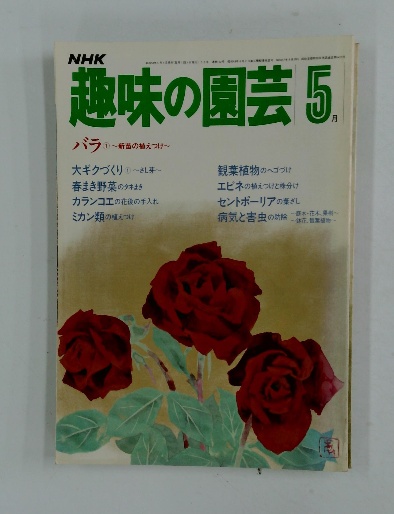 NHK
趣味の園芸 5月
バラ①〜新苗の植えつけ〜
大ギクづくり①〜さし芽〜
春まき野菜のタネまき
カランコエの花後の手入れ
ミカン類の植えつけ
観葉植物のヘゴづけ
エビネの植えつけと株分け
セントポーリアの葉ざし
病気と害虫の防除